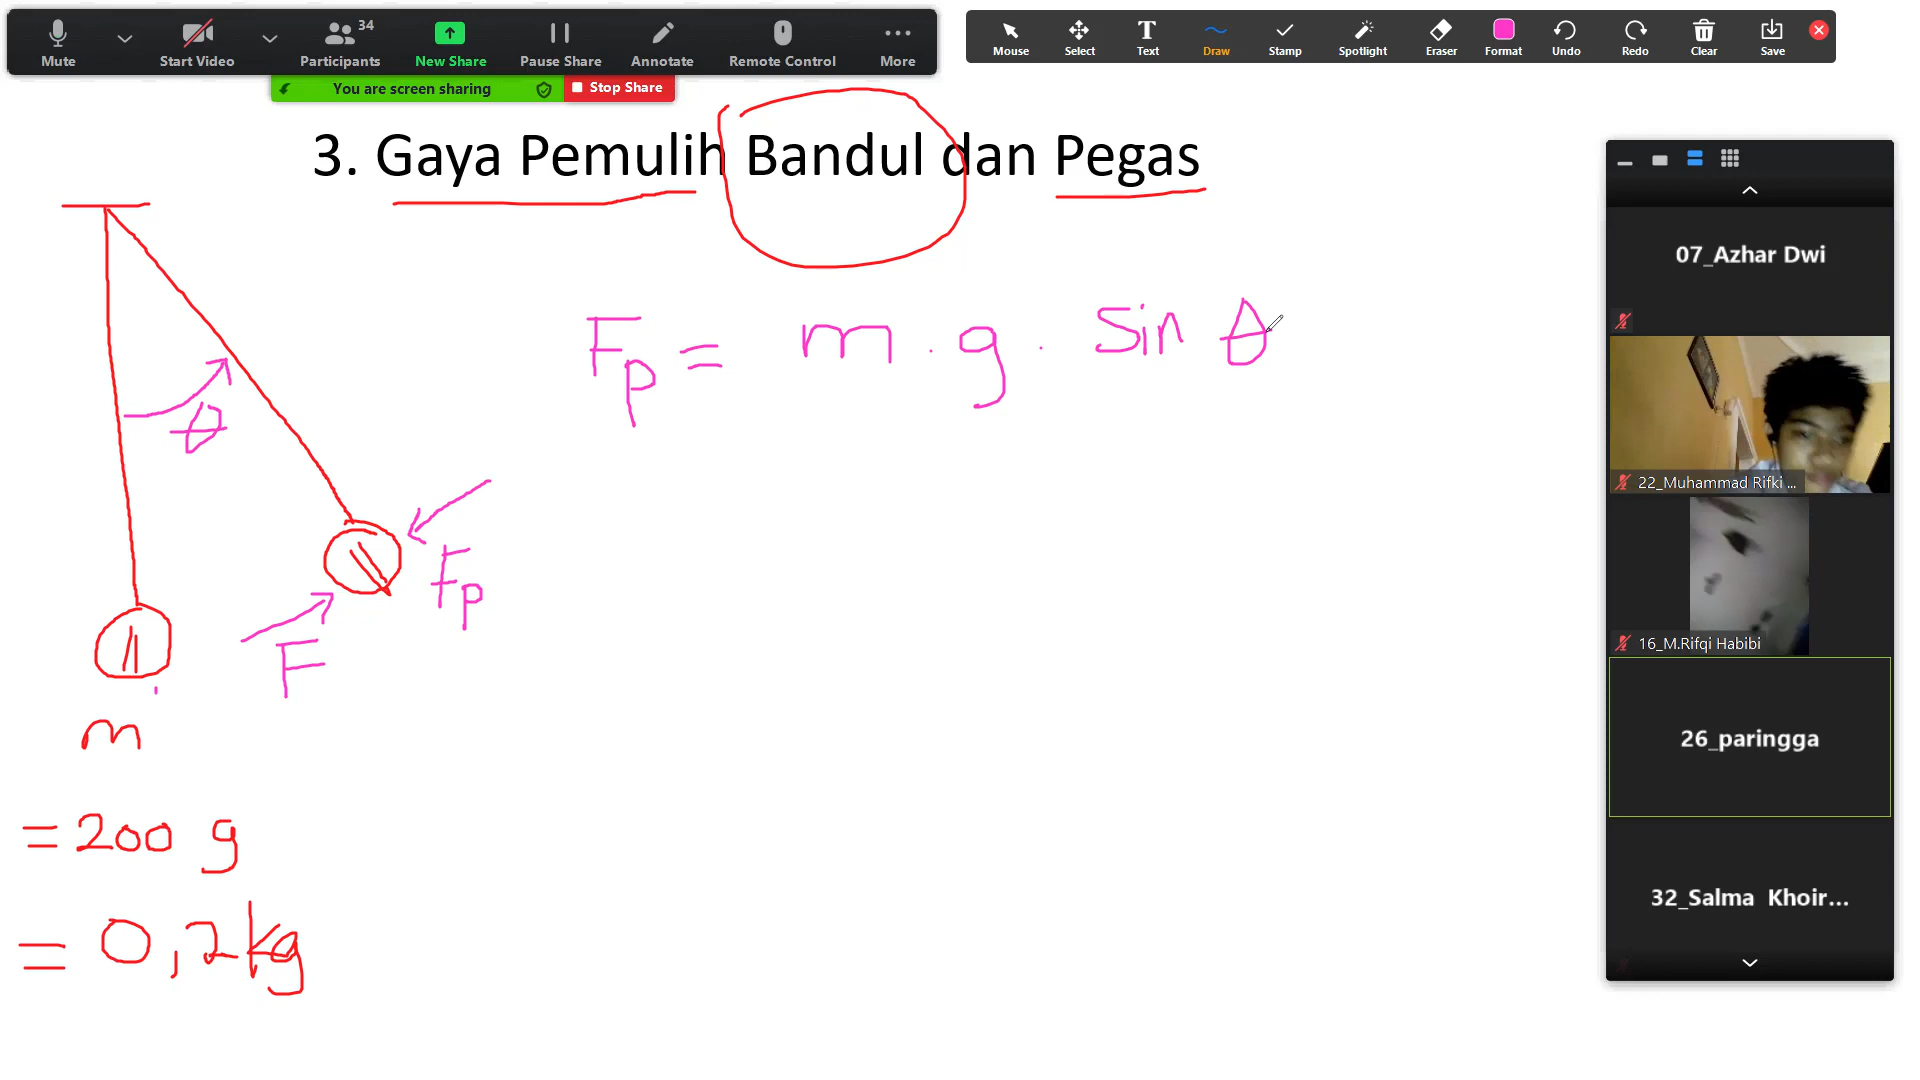 Mute
Start Video
34
Participants
New Share
Pause Share
Annotate
Remote Control
More
Mouse
Select
Text
Draw
Stamp
Spotlight
Eraser
Format
Undo
Redo
Clear
Save
You are screen sharing
Stop Share
3. Gaya Pemulih Bandul dan Pegas
Fp = m . g . Sin θ
θ
Fp
F
m
= 200 g
= 0,2 kg
07_Azhar Dwi
22_Muhammad Rifki ...
16_M.Rifqi Habibi
26_paringga
32_Salma Khoir...